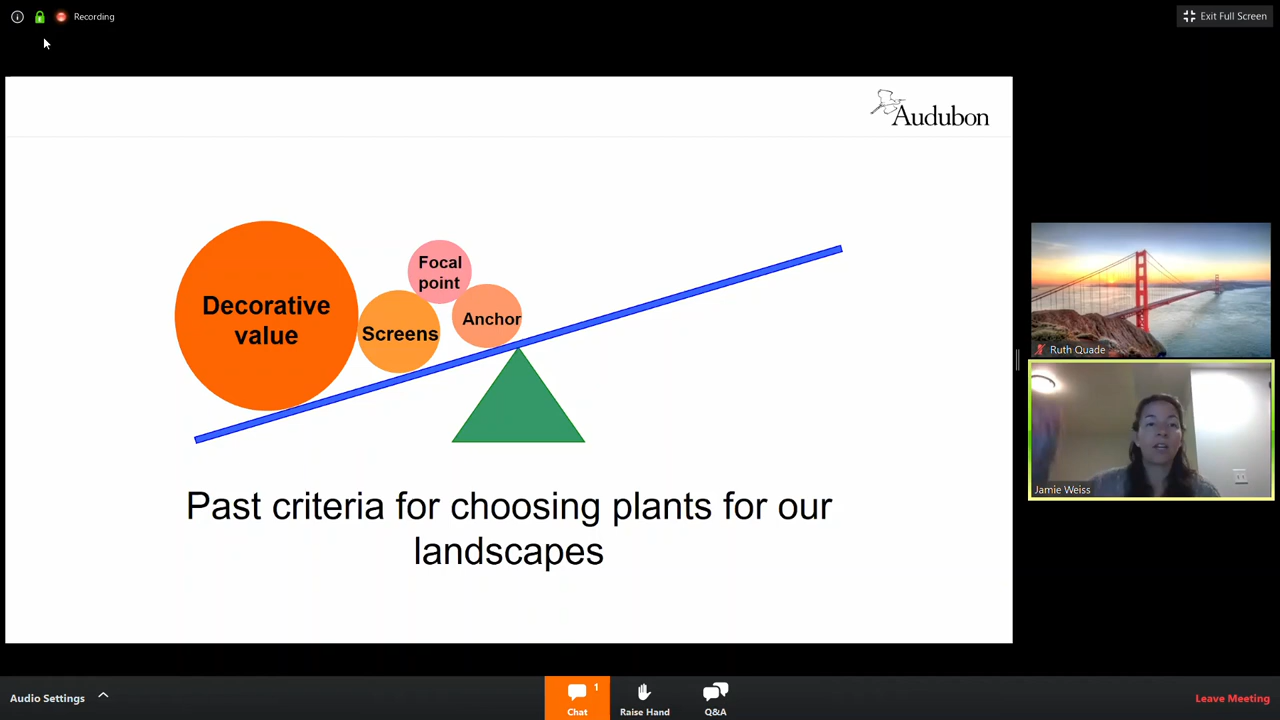 Recording
Exit Full Screen
Audubon
Decorative
value
Screens
Focal
point
Anchor
Past criteria for choosing plants for our
landscapes
Ruth Quade
Jamie Weiss
Audio Settings
1
Chat
Raise Hand
Q&A
Leave Meeting